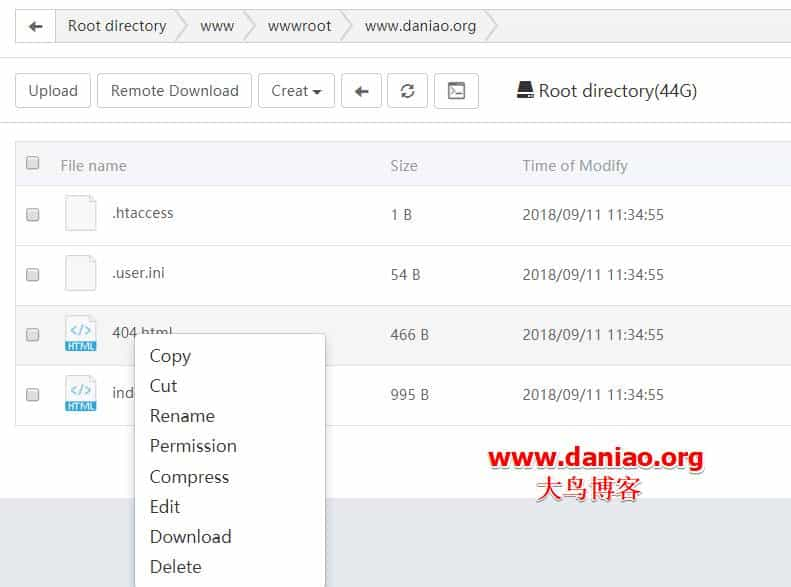 Root directory www wwwroot www.daniao.org
Upload Remote Download Creat Root directory(44G)
File name Size Time of Modify
.htaccess 1 B 2018/09/11 11:34:55
.user.ini 54 B 2018/09/11 11:34:55
</> HTML 404.html 466 B 2018/09/11 11:34:55
</> HTML ind 995 B 2018/09/11 11:34:55
Copy
Cut
Rename
Permission
Compress
Edit
Download
Delete
www.daniao.org
大鸟博客